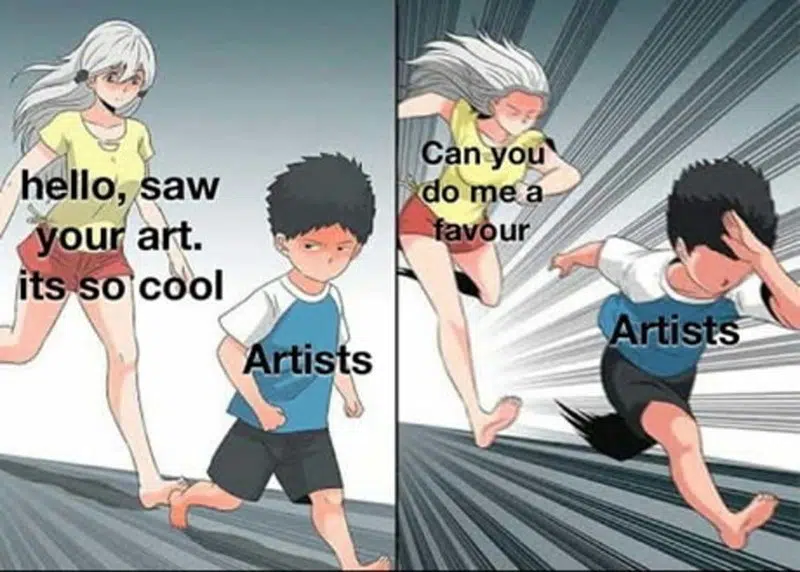 hello, saw
your art.
its so cool
Artists
Can you
do me a
favour
Artists